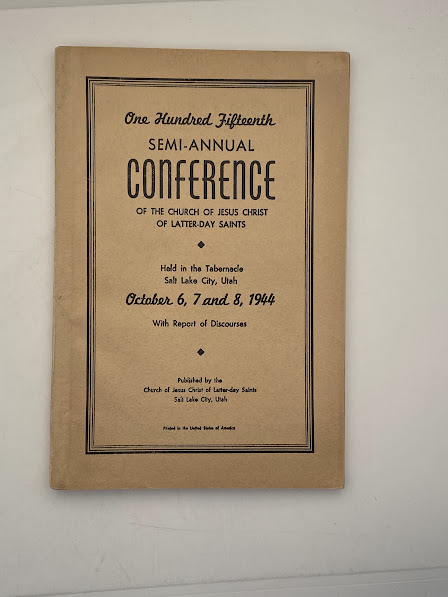 One Hundred Fifteenth
SEMI-ANNUAL
CONFERENCE
OF THE CHURCH OF JESUS CHRIST
OF LATTER-DAY SAINTS
Held in the Tabernacle
Salt Lake City, Utah
October 6, 7 and 8, 1944
With Report of Discourses
Published by the
Church of Jesus Christ of Latter-day Saints
Salt Lake City, Utah
Printed in the United States of America